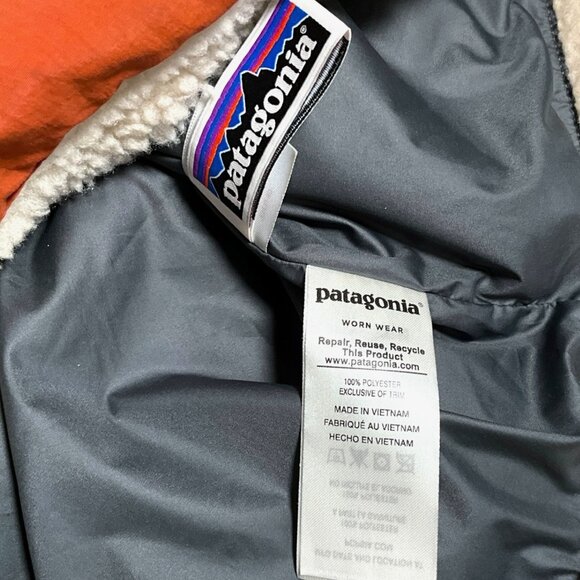 patagonia®
patagonia®
WORN WEAR
Repair, Reuse, Recycle
This Product
www.patagonia.com
100% POLYESTER
EXCLUSIVE OF TRIM
MADE IN VIETNAM
FABRIQUÉ AU VIETNAM
HECHO EN VIETNAM